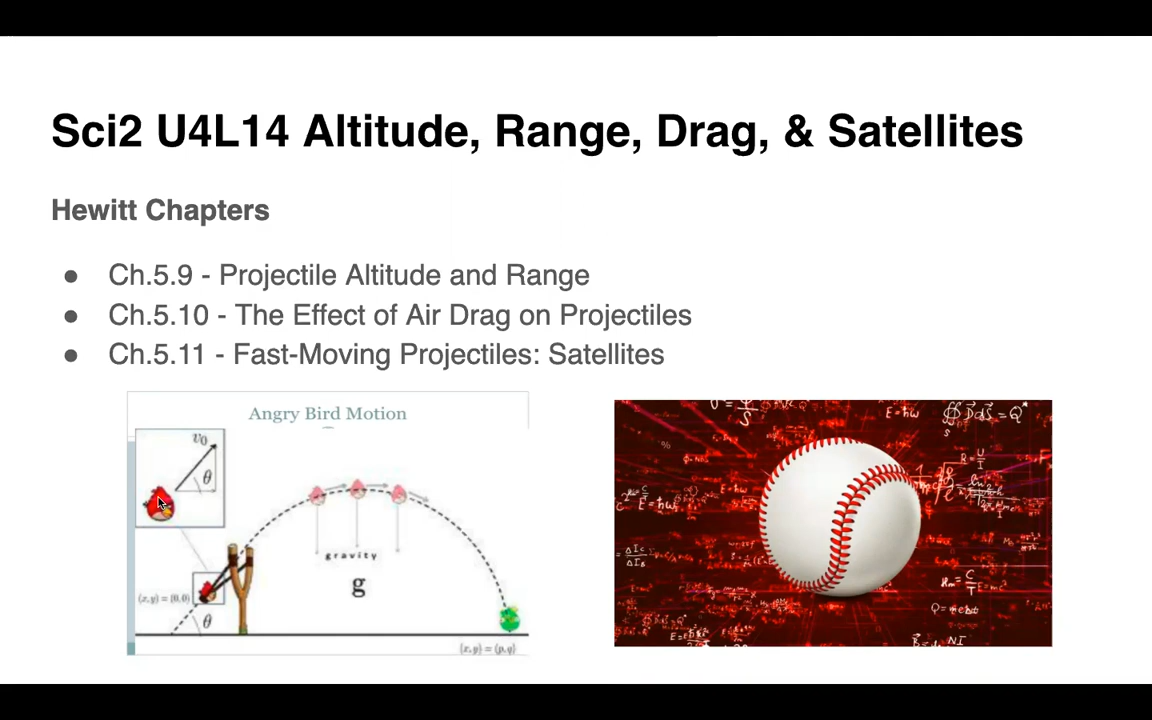 Sci2 U4L14 Altitude, Range, Drag, & Satellites
Hewitt Chapters
● Ch.5.9 - Projectile Altitude and Range
● Ch.5.10 - The Effect of Air Drag on Projectiles
● Ch.5.11 - Fast-Moving Projectiles: Satellites
Angry Bird Motion
v₀
θ
gravity
g
(x,y) = (0,0)
θ
(x,y) = (p,q)
E=ħω
∯D⃗dS⃗=Q*
S